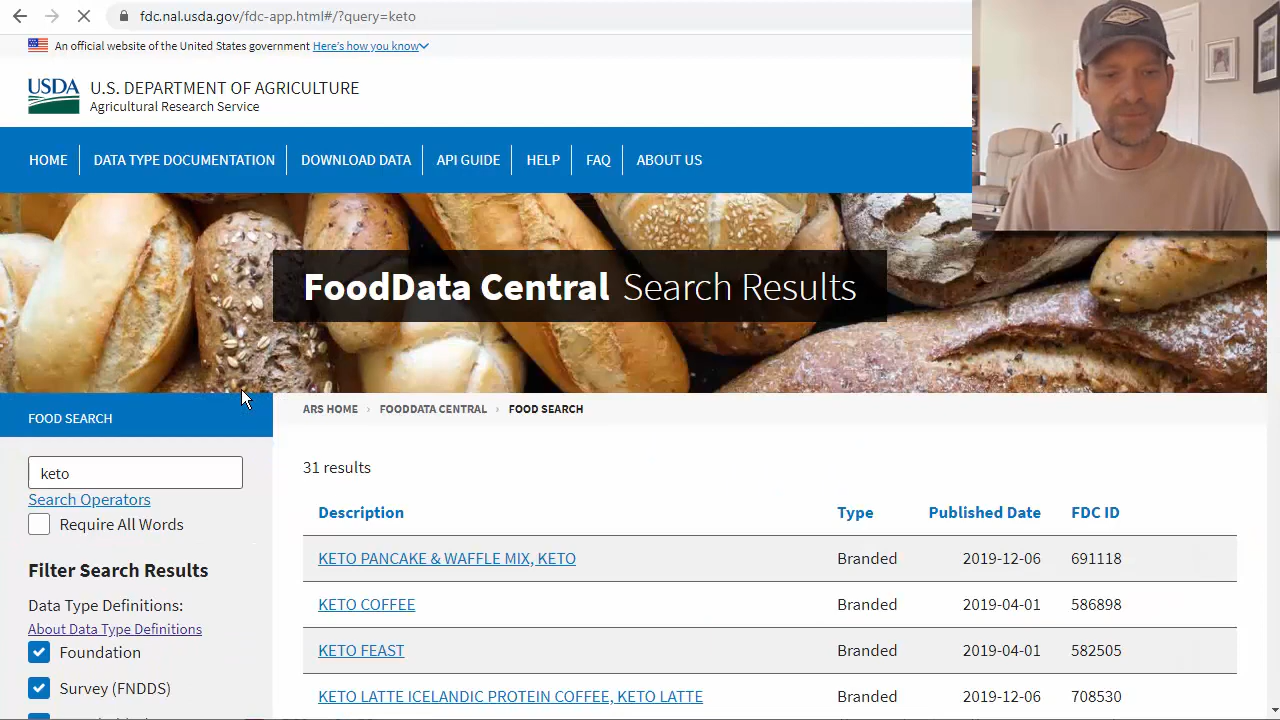 fdc.nal.usda.gov/fdc-app.html#/?query=keto
An official website of the United States government Here's how you know
USDA U.S. DEPARTMENT OF AGRICULTURE
Agricultural Research Service
HOME DATA TYPE DOCUMENTATION DOWNLOAD DATA API GUIDE HELP FAQ ABOUT US
FoodData Central Search Results
FOOD SEARCH
ARS HOME › FOODDATA CENTRAL › FOOD SEARCH
keto
Search Operators
Require All Words
Filter Search Results
Data Type Definitions:
About Data Type Definitions
Foundation
Survey (FNDDS)
31 results
Description Type Published Date FDC ID
KETO PANCAKE & WAFFLE MIX, KETO Branded 2019-12-06 691118
KETO COFFEE Branded 2019-04-01 586898
KETO FEAST Branded 2019-04-01 582505
KETO LATTE ICELANDIC PROTEIN COFFEE, KETO LATTE Branded 2019-12-06 708530